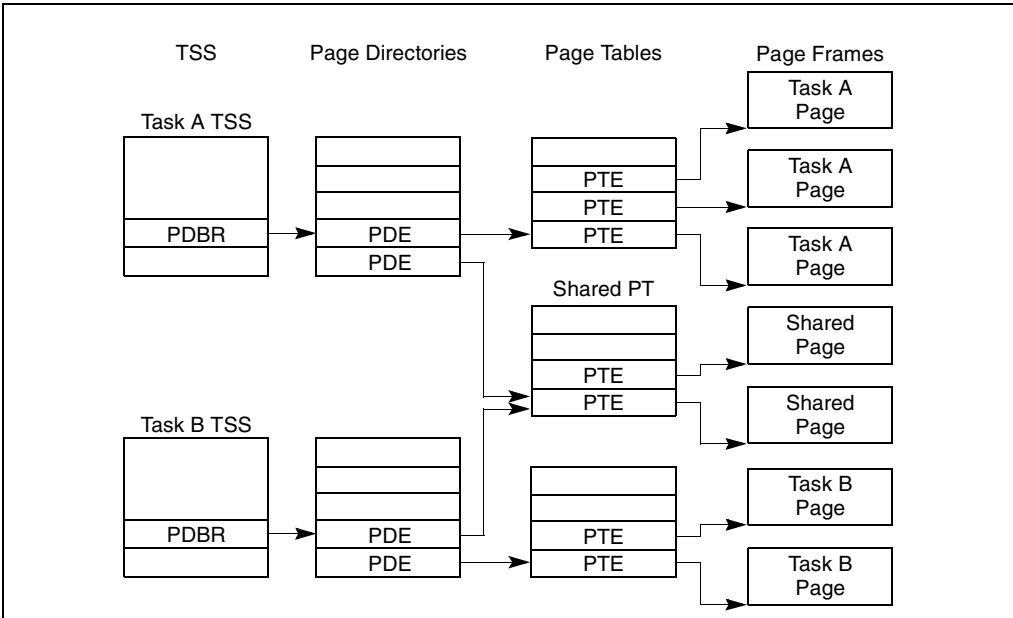 TSS Page Directories Page Tables Page Frames
Task A TSS
PDBR
PDE
PDE
PTE
PTE
PTE
Task A
Page
Task A
Page
Task A
Page
Shared PT
PTE
PTE
Shared
Page
Shared
Page
Task B TSS
PDBR
PDE
PDE
PTE
PTE
Task B
Page
Task B
Page